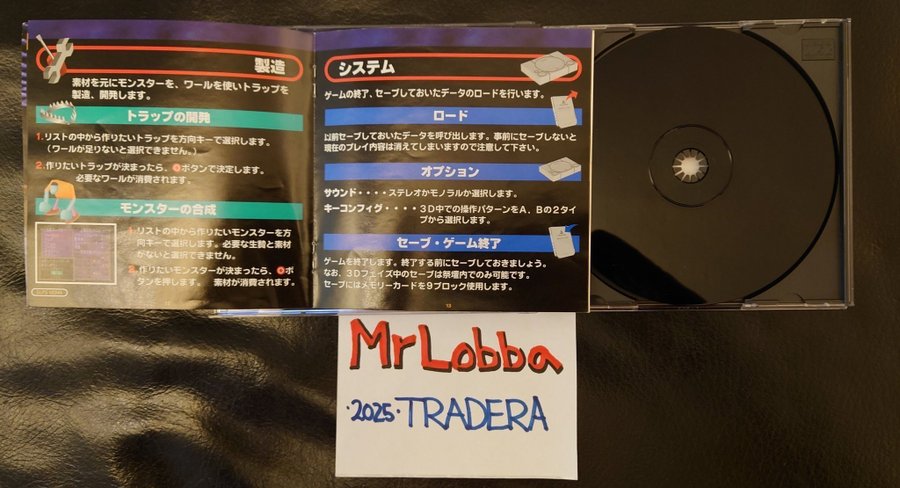 製造
素材を元にモンスターを、ワールを使いトラップを
製造、開発します。
トラップの開発
1.リストの中から作りたいトラップを方向キーで選択します。
(ワールが足りないと選択できません。)
2.作りたいトラップが決まったら、○ボタンで決定します。
必要なワールが消費されます。
モンスターの合成
1.リストの中から作りたいモンスターを方
向キーで選択します。必要な生贄と素材
がないと選択できません。
2.作りたいモンスターが決まったら、○ボ
タンを押します。 素材が消費されます。
システム
ゲームの終了、セーブしておいたデータのロードを行います。
ロード
以前セーブしておいたデータを呼び出します。事前にセーブしないと
現在のプレイ内容は消えてしまいますので注意して下さい。
オプション
サウンド・・・・ステレオかモノラルか選択します。
キーコンフィグ・・・・3D中での操作パターンをA、Bの2タイ
プから選択します。
セーブ・ゲーム終了
ゲームを終了します。終了する前にセーブしておきましょう。
なお、3Dフェイズ中のセーブは祭壇内でのみ可能です。
セーブにはメモリーカードを9ブロック使用します。
13
MrLobba
·2025·TRADERA